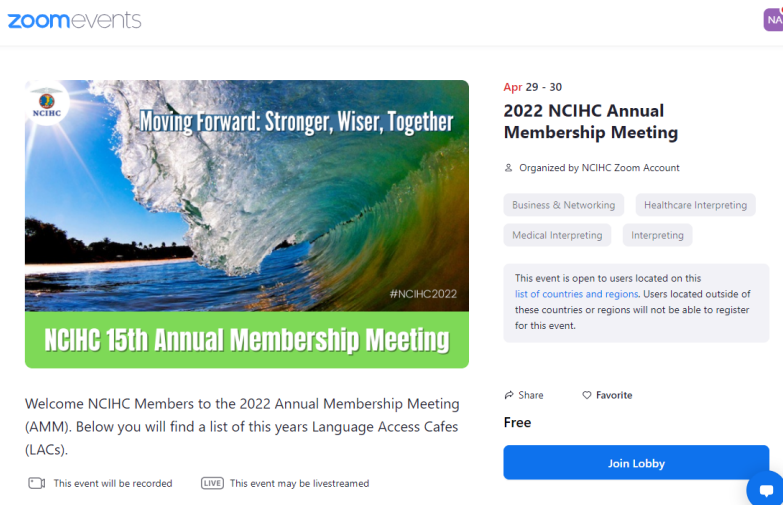 zoomevents
NA
NCIHC
Moving Forward: Stronger, Wiser, Together
#NCIHC2022
NCIHC 15th Annual Membership Meeting
Welcome NCIHC Members to the 2022 Annual Membership Meeting
(AMM). Below you will find a list of this years Language Access Cafes
(LACs).
This event will be recorded
LIVE This event may be livestreamed
Apr 29 - 30
2022 NCIHC Annual
Membership Meeting
Organized by NCIHC Zoom Account
Business & Networking Healthcare Interpreting
Medical Interpreting Interpreting
This event is open to users located on this
list of countries and regions. Users located outside of
these countries or regions will not be able to register
for this event.
Share Favorite
Free
Join Lobby